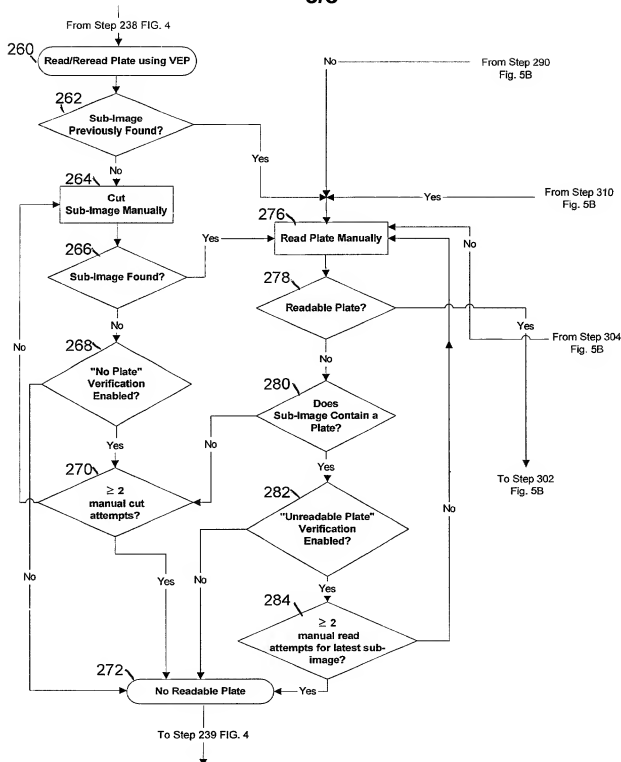 From Step 238 FIG. 4
260
Read/Reread Plate using VEP
No
From Step 290
Fig. 5B
262
Sub-Image
Previously Found?
Yes
No
264
Cut
Sub-Image Manually
Yes
From Step 310
Fig. 5B
276
Read Plate Manually
No
266
Sub-Image Found?
Yes
278
Readable Plate?
Yes
No
No
No
From Step 304
Fig. 5B
268
"No Plate"
Verification
Enabled?
280
Does
Sub-Image Contain a
Plate?
No
Yes
Yes
To Step 302
Fig. 5B
270
≥ 2
manual cut
attempts?
282
"Unreadable Plate"
Verification
Enabled?
No
No
Yes
No
Yes
284
≥ 2
manual read
attempts for latest sub-
image?
272
No Readable Plate
Yes
To Step 239 FIG. 4